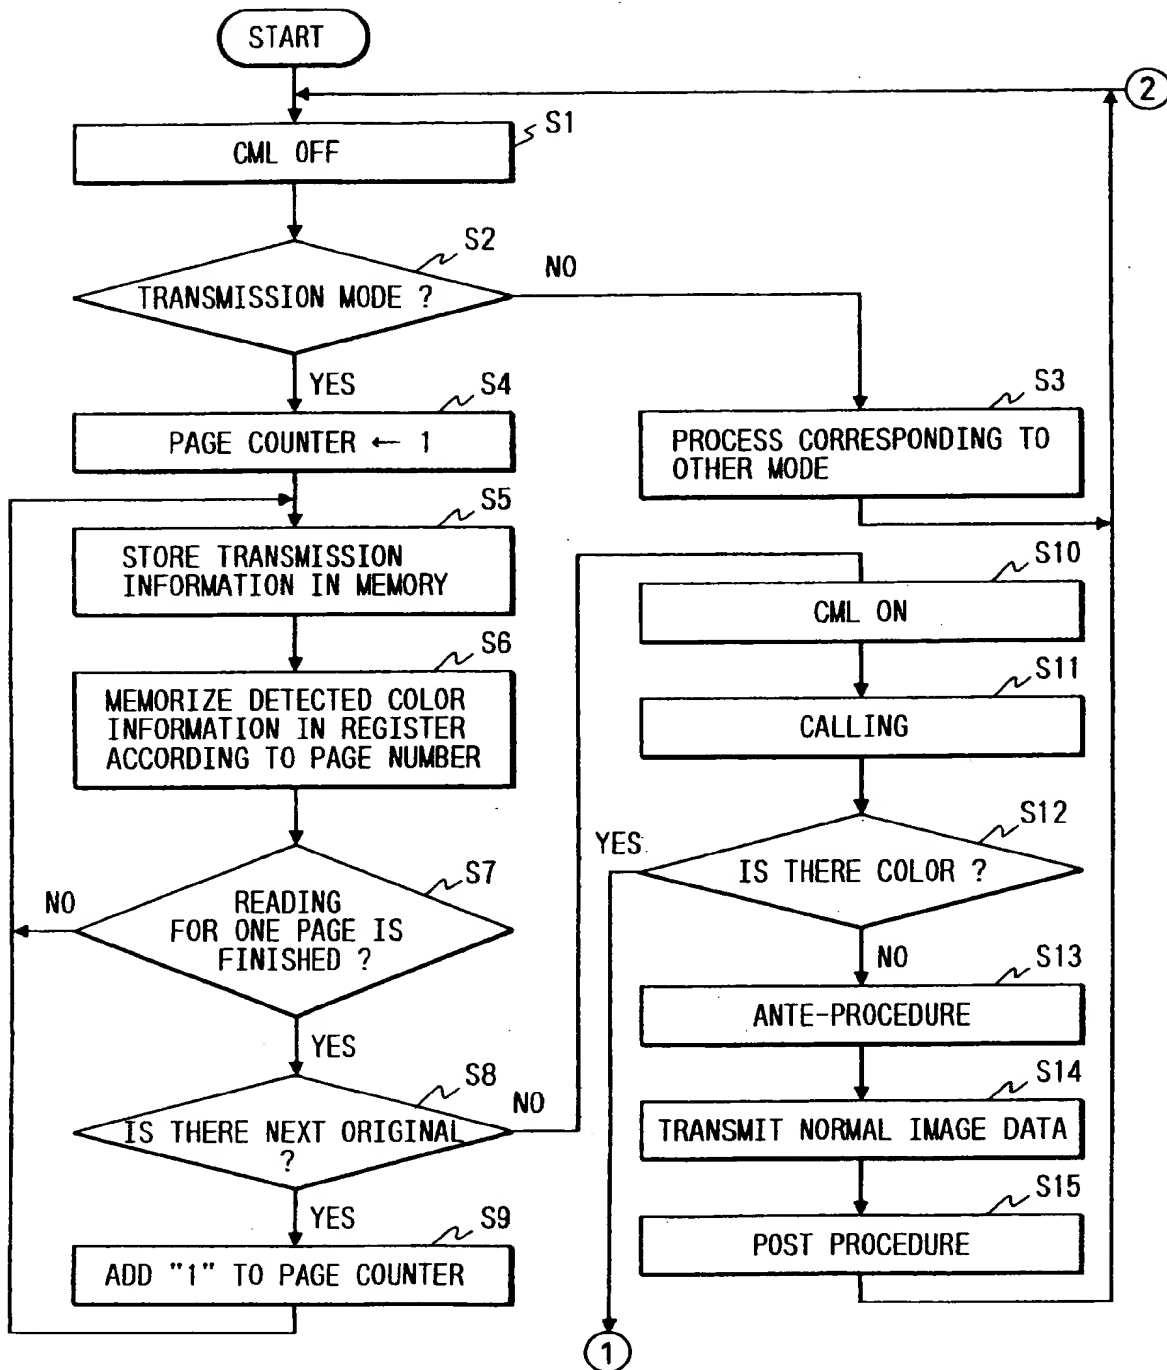 START
2
S1
CML OFF
S2
TRANSMISSION MODE ?
NO
YES
S4
PAGE COUNTER ← 1
S3
PROCESS CORRESPONDING TO
OTHER MODE
S5
STORE TRANSMISSION
INFORMATION IN MEMORY
S6
MEMORIZE DETECTED COLOR
INFORMATION IN REGISTER
ACCORDING TO PAGE NUMBER
S7
READING
FOR ONE PAGE IS
FINISHED ?
NO
YES
S8
IS THERE NEXT ORIGINAL
?
NO
YES
S9
ADD "1" TO PAGE COUNTER
S10
CML ON
S11
CALLING
S12
IS THERE COLOR ?
YES
NO
S13
ANTE-PROCEDURE
S14
TRANSMIT NORMAL IMAGE DATA
S15
POST PROCEDURE
1